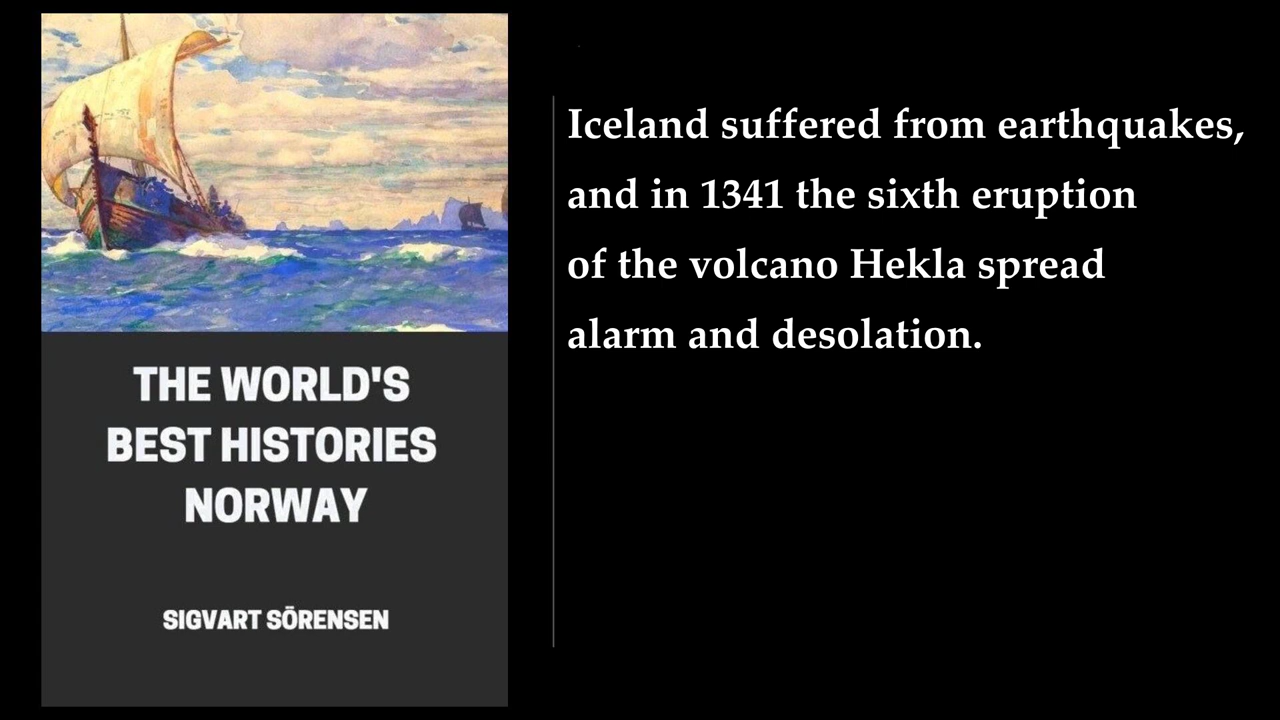 THE WORLD'S
BEST HISTORIES
NORWAY
SIGVART SÖRENSEN
Iceland suffered from earthquakes,
and in 1341 the sixth eruption
of the volcano Hekla spread
alarm and desolation.